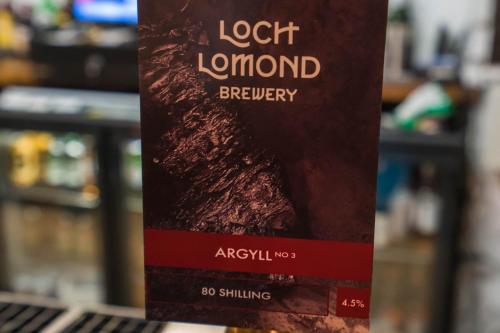 LOCH
LOMOND
BREWERY
ARGYLL NO 3
80 SHILLING
4.5%